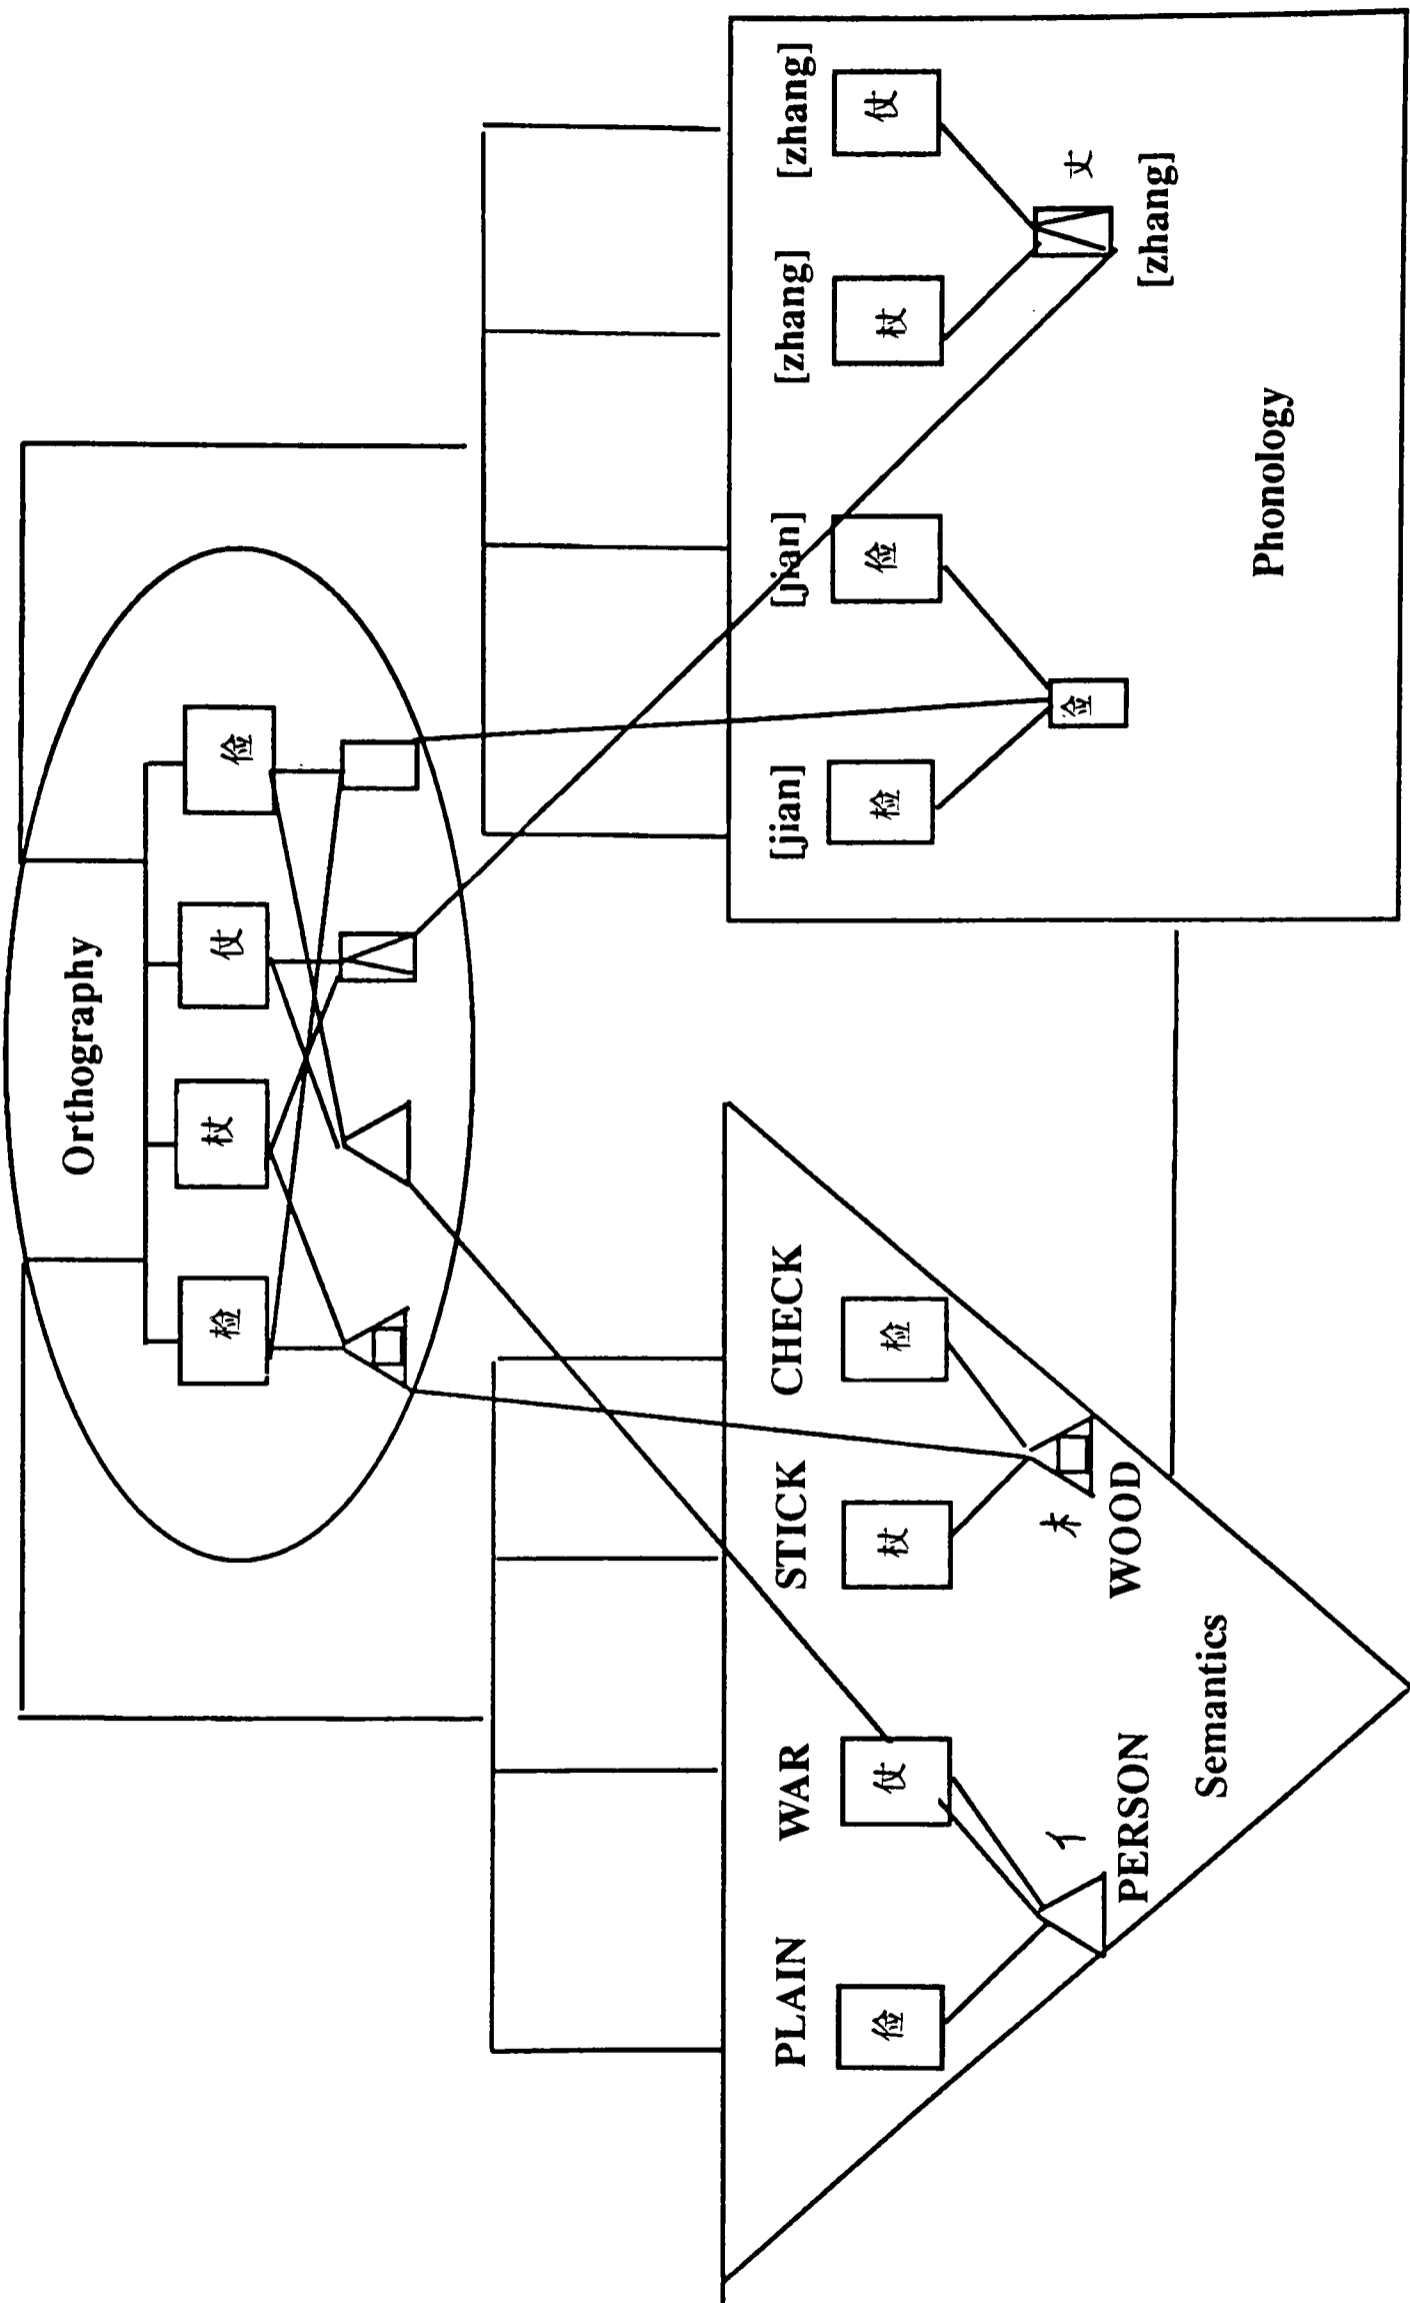 Orthography
检 杖 仗 俭
PLAIN WAR STICK CHECK
俭 仗 杖 检
亻 木
PERSON WOOD
Semantics
[jian] [jian] [zhang] [zhang]
检 俭 杖 仗
佥 丈
[zhang]
Phonology